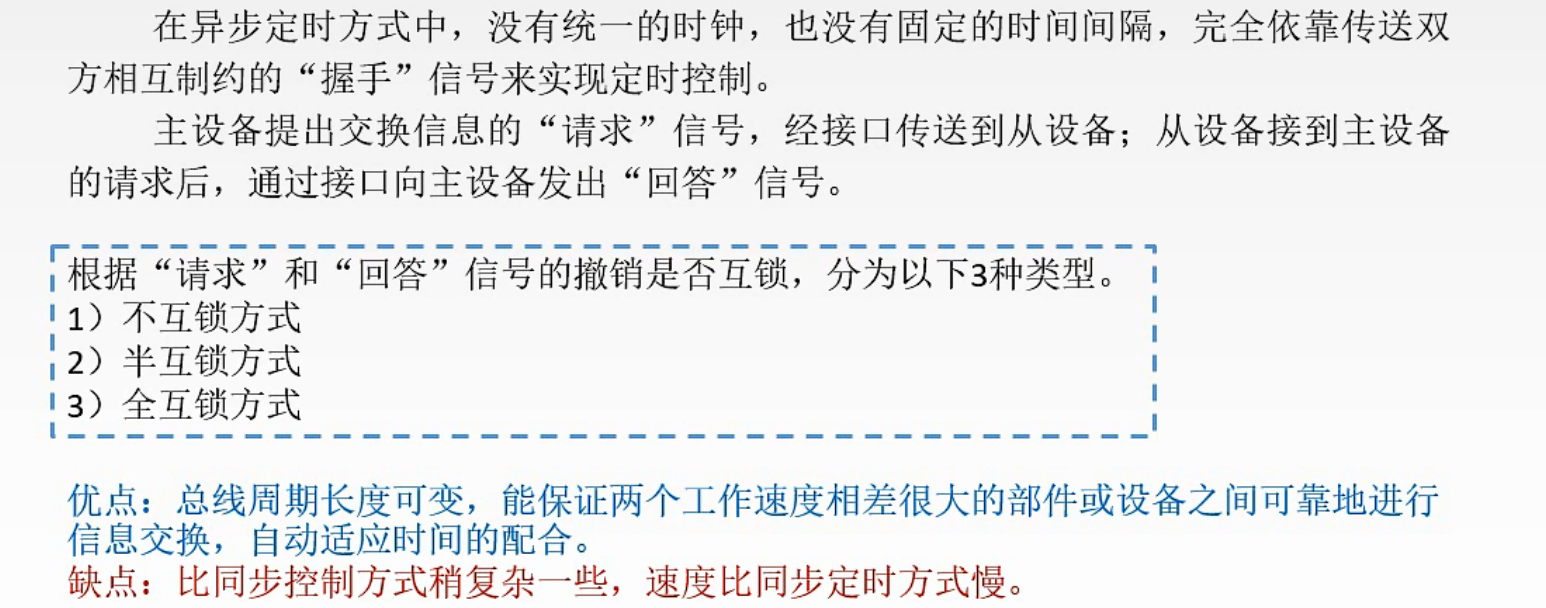 在异步定时方式中，没有统一的时钟，也没有固定的时间间隔，完全依靠传送双
方相互制约的“握手”信号来实现定时控制。
主设备提出交换信息的“请求”信号，经接口传送到从设备；从设备接到主设备
的请求后，通过接口向主设备发出“回答”信号。
根据“请求”和“回答”信号的撤销是否互锁，分为以下3种类型。
1）不互锁方式
2）半互锁方式
3）全互锁方式
优点：总线周期长度可变，能保证两个工作速度相差很大的部件或设备之间可靠地进行
信息交换，自动适应时间的配合。
缺点：比同步控制方式稍复杂一些，速度比同步定时方式慢。